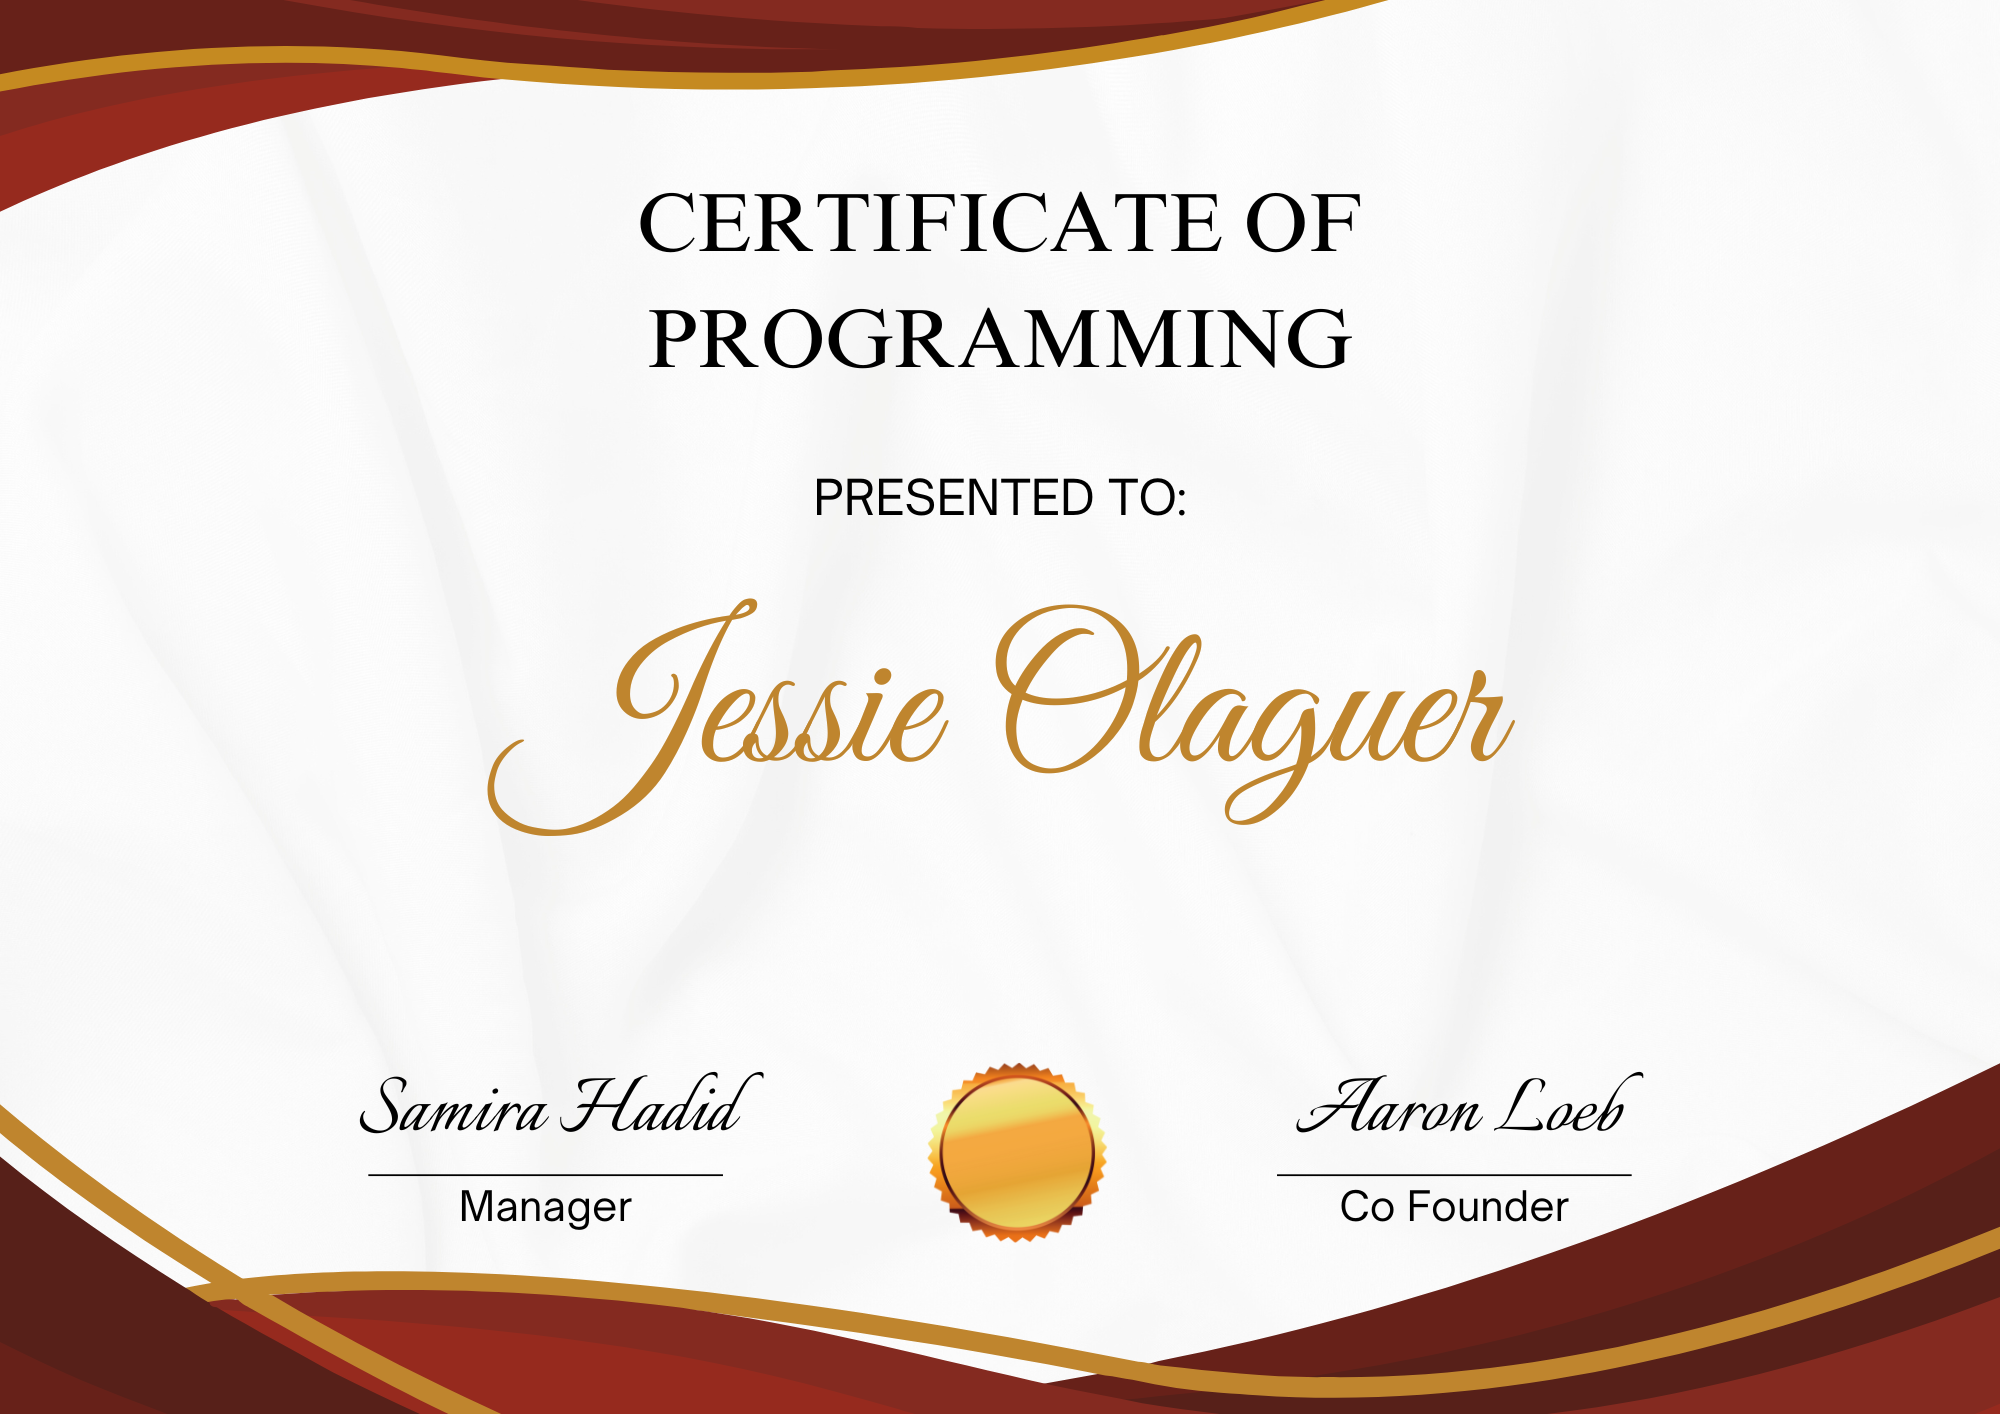 CERTIFICATE OF
PROGRAMMING
PRESENTED TO:
Jessie Olaguer
Samira Hadid
Manager
Aaron Loeb
Co Founder